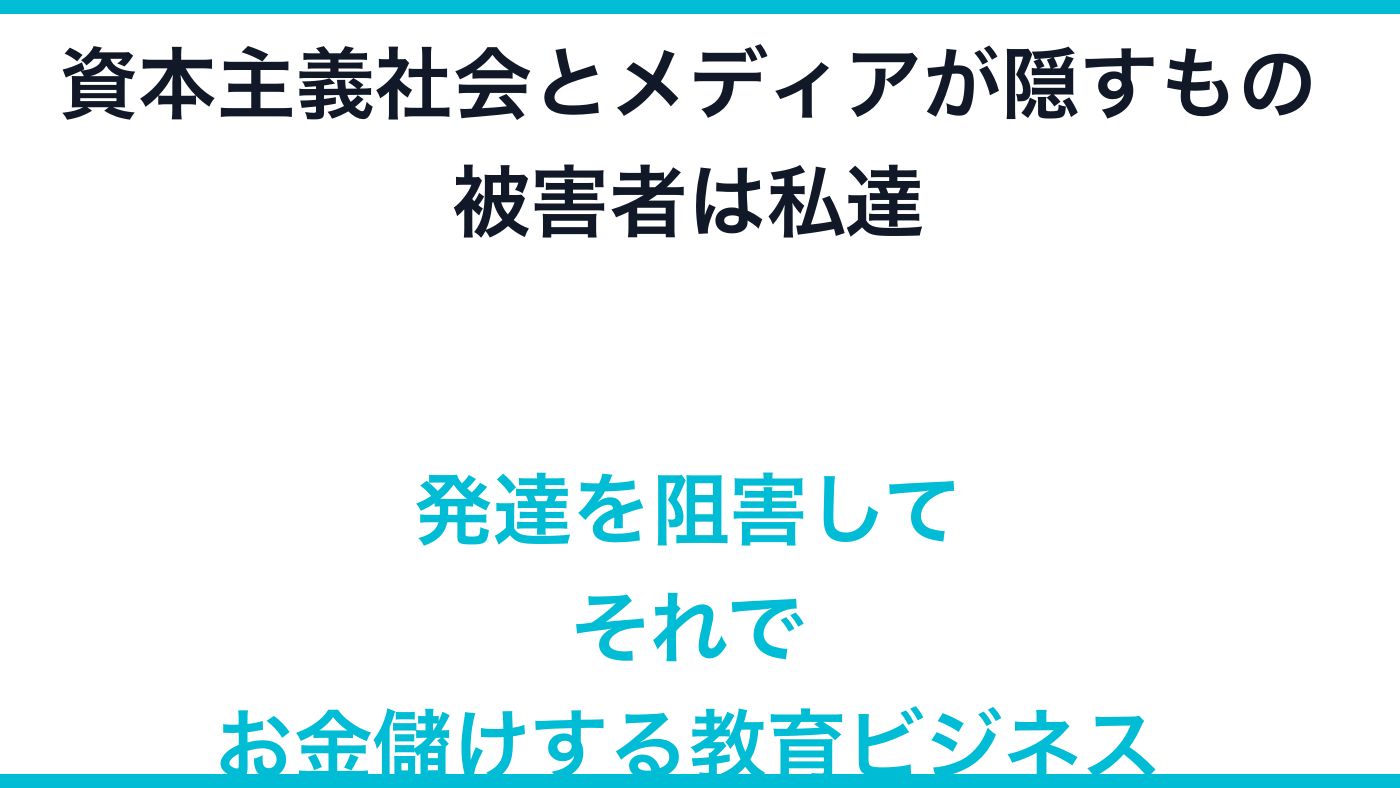 資本主義社会とメディアが隠すもの
被害者は私達
発達を阻害して
それで
お金儲けする教育ビジネス